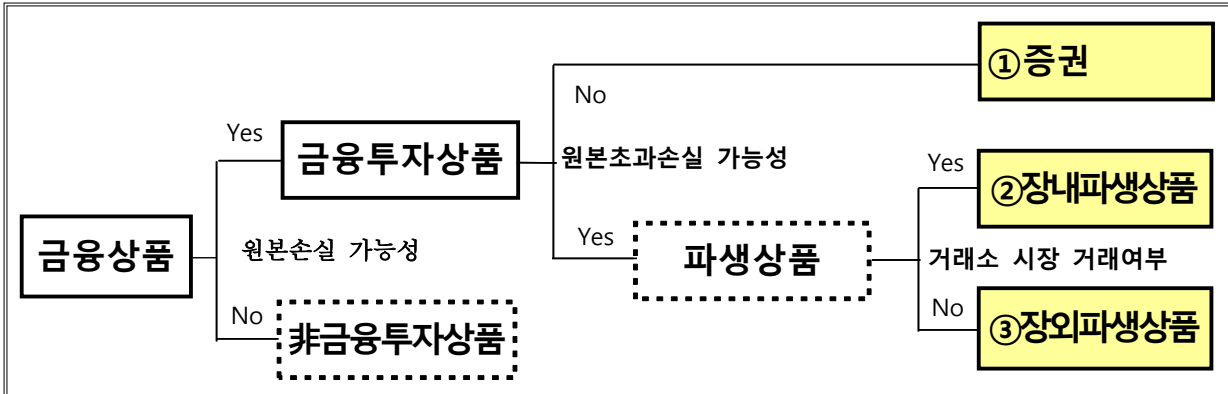 ①증권
No
Yes
금융투자상품
원본초과손실 가능성
Yes
②장내파생상품
금융상품
원본손실 가능성
Yes
파생상품
거래소 시장 거래여부
No
非금융투자상품
No
③장외파생상품